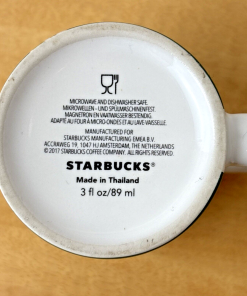 MICROWAVE AND DISHWASHER SAFE.
MIKROWELLEN - UND SPÜLMASCHINENFEST.
MAGNETRON EN VAATWASSER BESTENDIG.
ADAPTÉ AU FOUR À MICRO-ONDES ET AU LAVE-VAISSELLE.
MANUFACTURED FOR
STARBUCKS MANUFACTURING EMEA B.V.
ACCRAWEG 19, 1047 HJ AMSTERDAM, THE NETHERLANDS
© 2017 STARBUCKS COFFEE COMPANY. ALL RIGHTS RESERVED.
STARBUCKS®
Made in Thailand
3 fl oz/89 ml